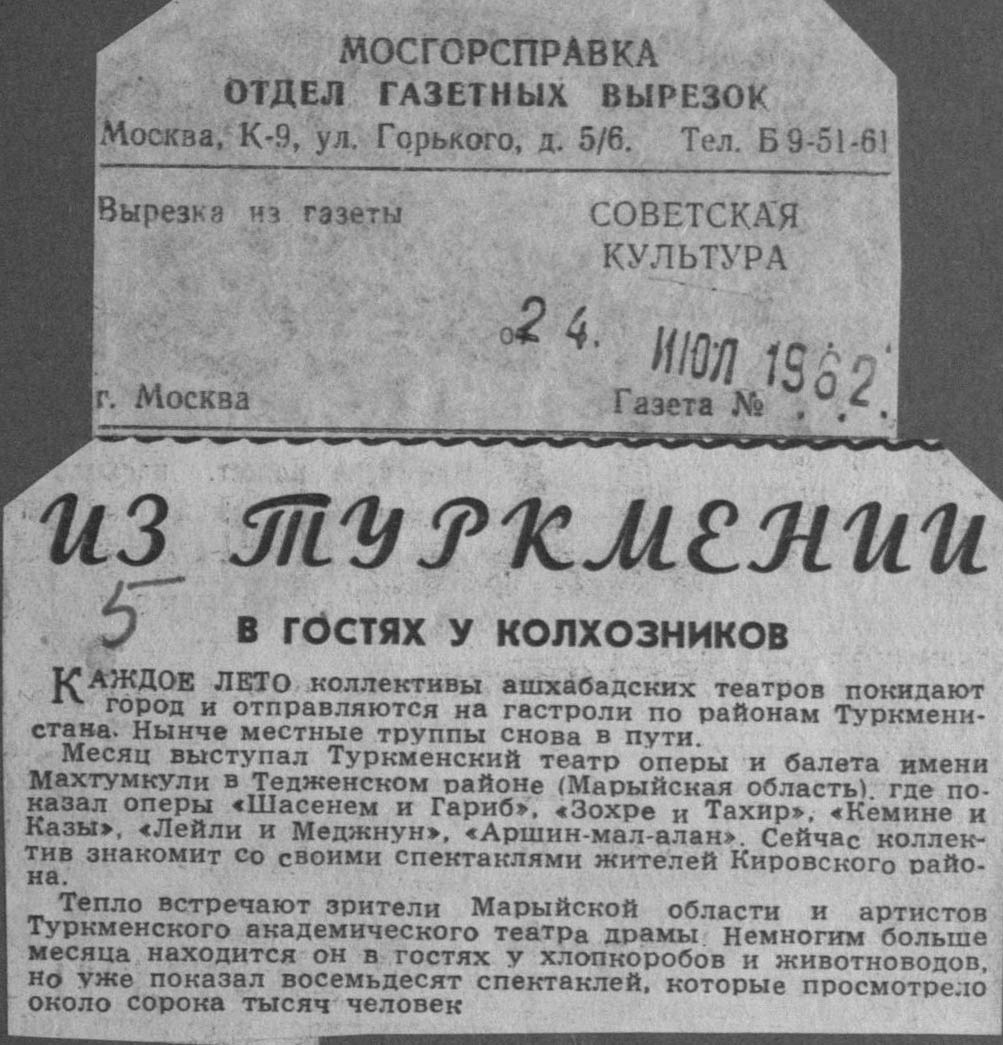 МОСГОРСПРАВКА
ОТДЕЛ ГАЗЕТНЫХ ВЫРЕЗОК
Москва, К-9, ул. Горького, д. 5/6. Тел. Б 9-51-61
Вырезка из газеты
СОВЕТСКАЯ
КУЛЬТУРА
от 24. ИЮЛ 1962
г. Москва
Газета № . . .
ИЗ ТУРКМЕНИИ
5
В ГОСТЯХ У КОЛХОЗНИКОВ
КАЖДОЕ ЛЕТО коллективы ашхабадских театров покидают
город и отправляются на гастроли по районам Туркмени-
стана. Нынче местные труппы снова в пути.
Месяц выступал Туркменский театр оперы и балета имени
Махтумкули в Тедженском районе (Марыйская область), где по-
казал оперы «Шасенем и Гариб», «Зохре и Тахир», «Кемине и
Казы», «Лейли и Меджнун», «Аршин-мал-алан». Сейчас коллек-
тив знакомит со своими спектаклями жителей Кировского райо-
на.
Тепло встречают зрители Марыйской области и артистов
Туркменского академического театра драмы. Немногим больше
месяца находится он в гостях у хлопкоробов и животноводов,
но уже показал восемьдесят спектаклей, которые просмотрело
около сорока тысяч человек